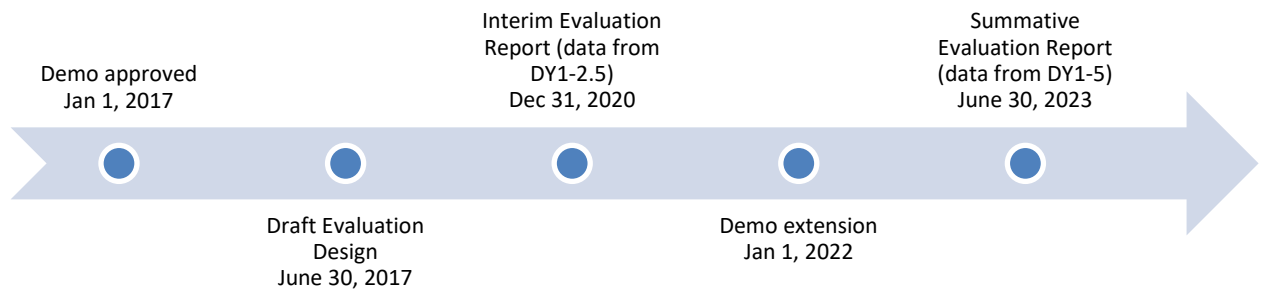 Demo approved
Jan 1, 2017
Draft Evaluation
Design
June 30, 2017
Interim Evaluation
Report (data from
DY1-2.5)
Dec 31, 2020
Demo extension
Jan 1, 2022
Summative
Evaluation Report
(data from DY1-5)
June 30, 2023